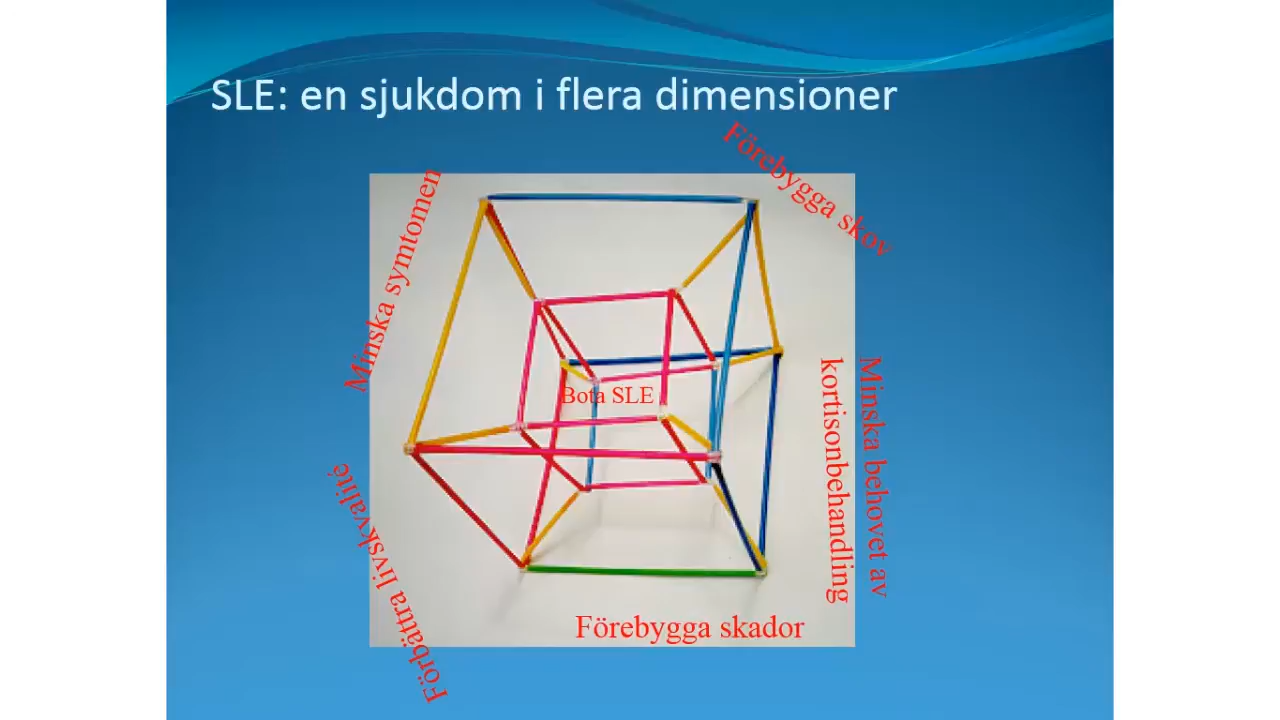 SLE: en sjukdom i flera dimensioner
Förebygga skov
Minska symtomen
Bota SLE
Minska behovet av
kortisonbehandling
Förbättra livskvalité
Förebygga skador